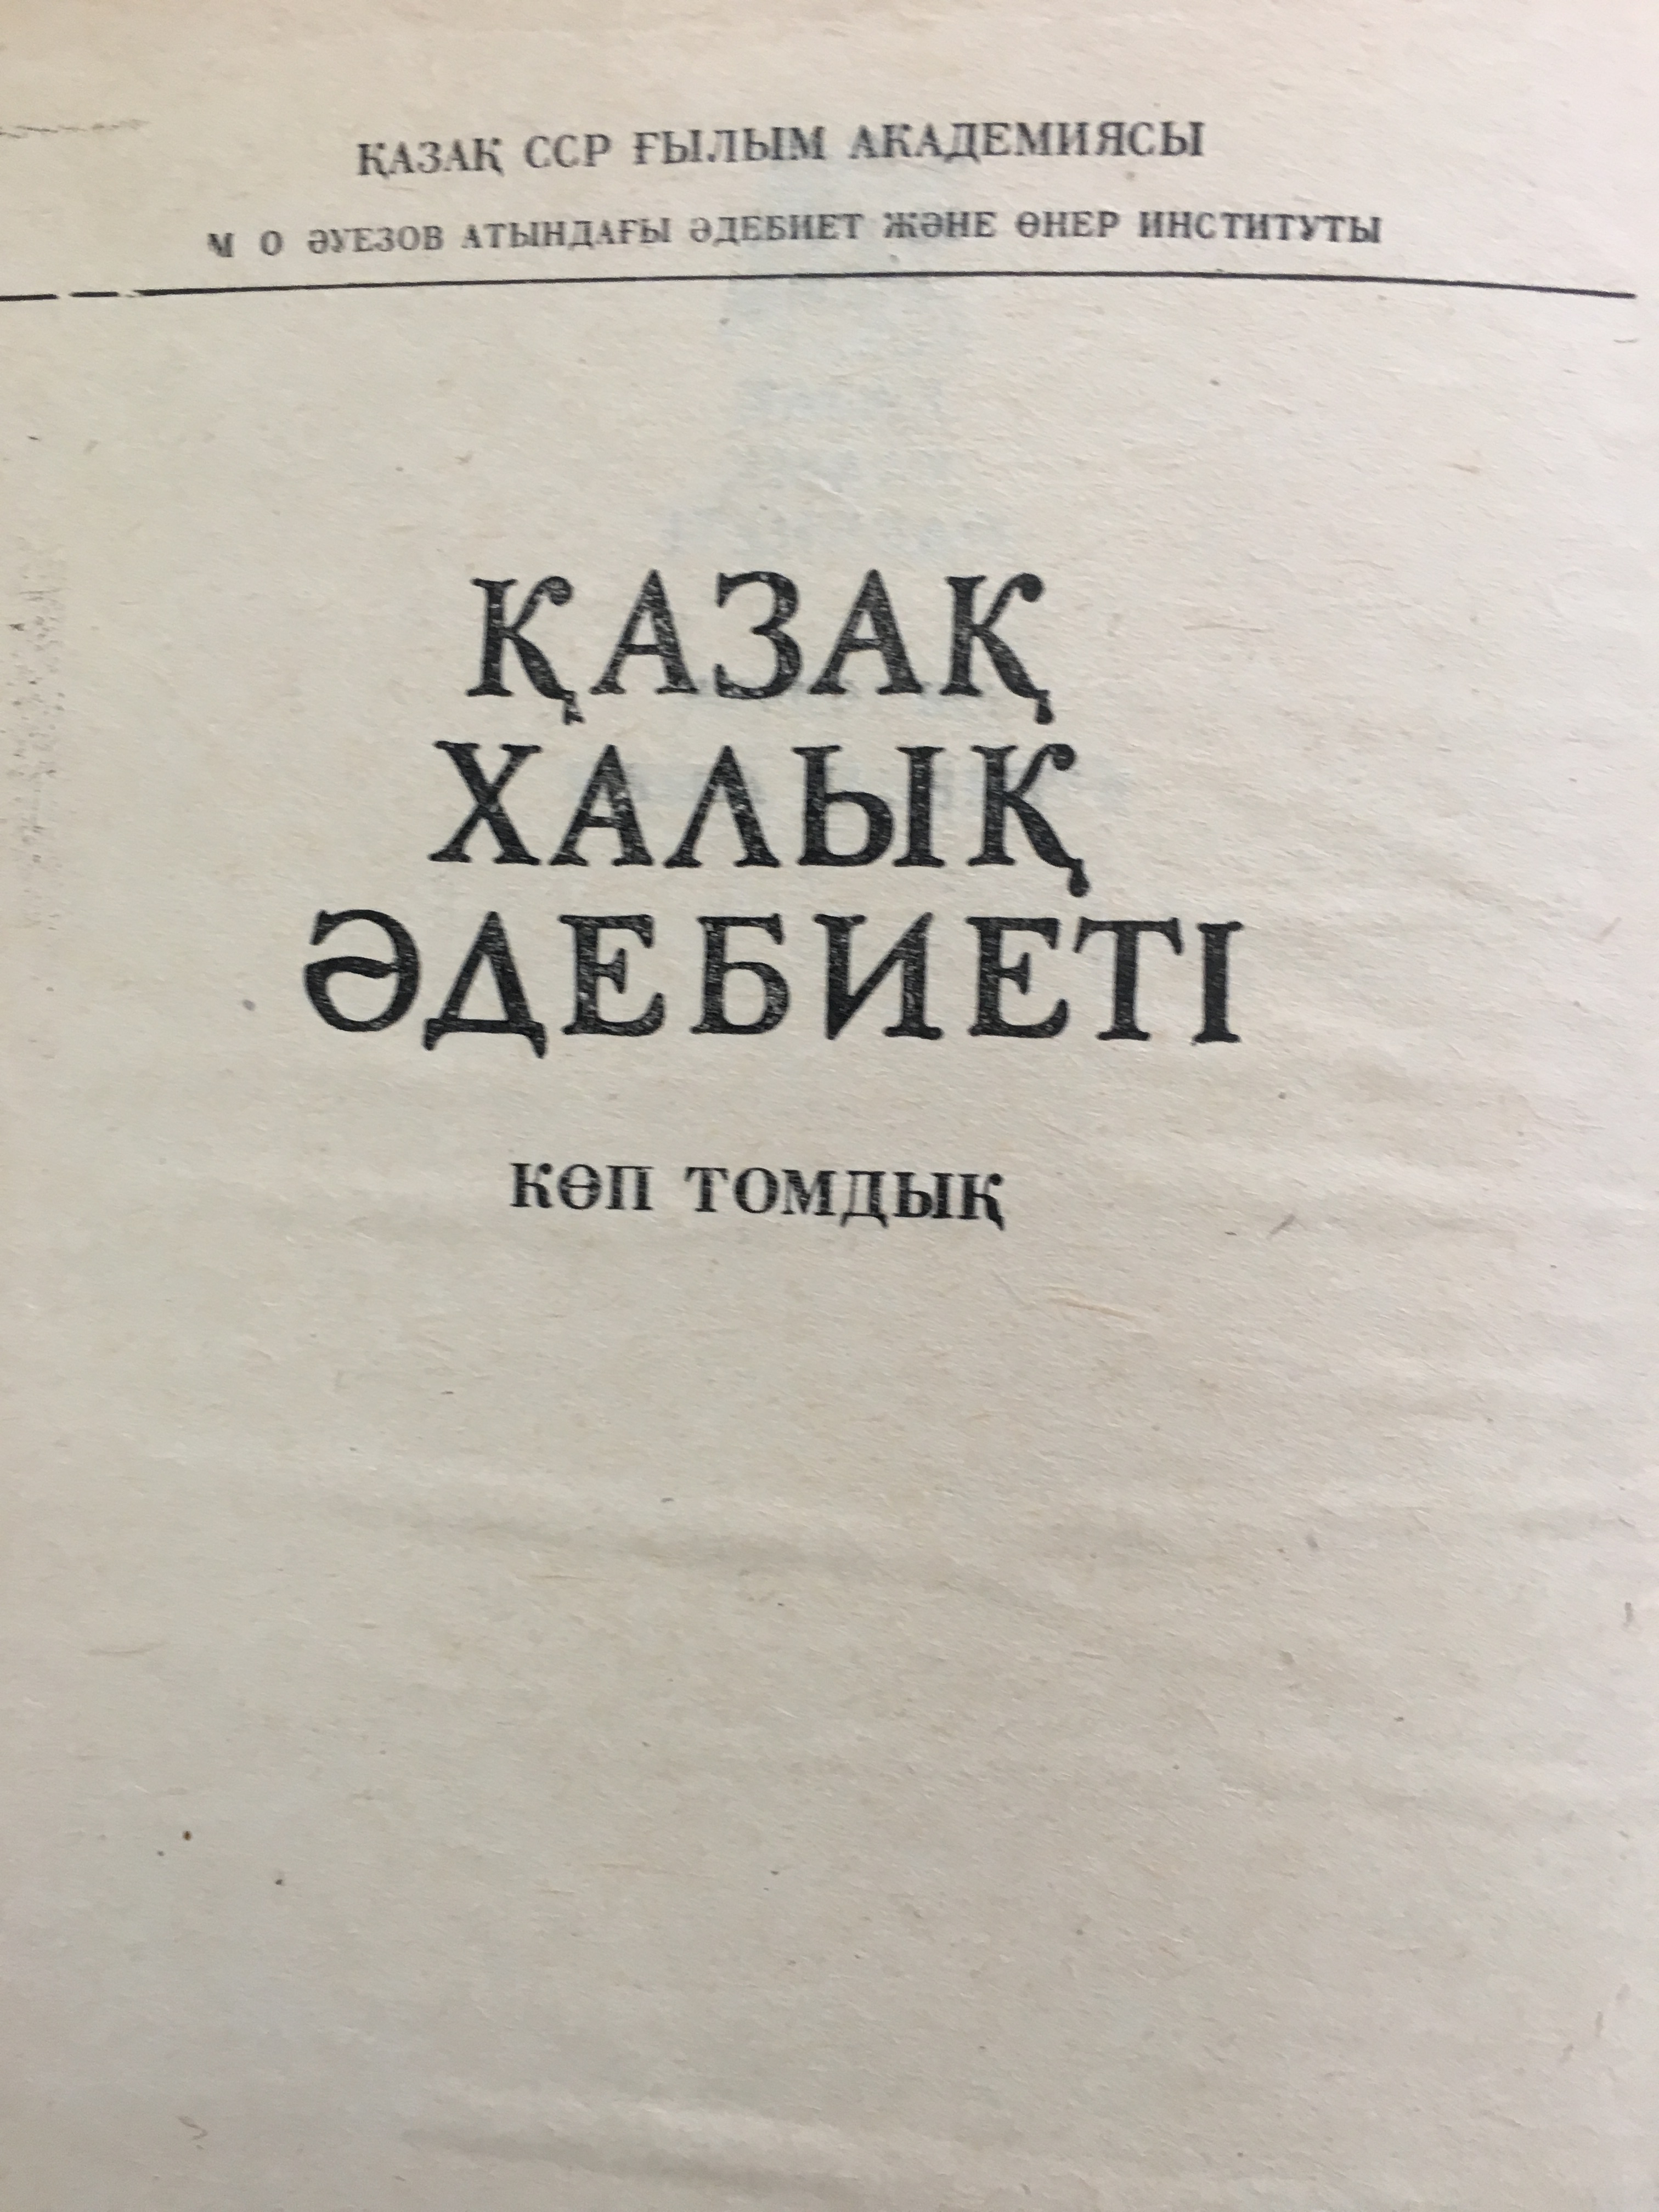 ҚАЗАҚ ССР ҒЫЛЫМ АКАДЕМИЯСЫ
М О ӘУЕЗОВ АТЫНДАҒЫ ӘДЕБИЕТ ЖӘНЕ ӨНЕР ИНСТИТУТЫ
ҚАЗАҚ
ХАЛЫҚ
ӘДЕБИЕТІ
КӨП ТОМДЫҚ